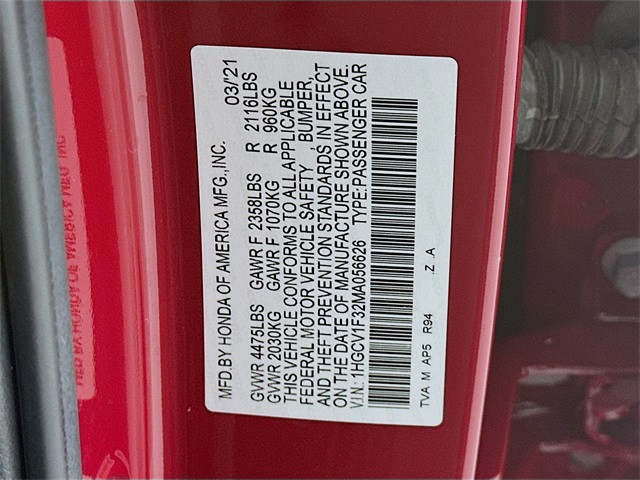 MFD.BY HONDA OF AMERICA MFG.,INC. 03/'21
GVWR 4475LBS GAWR F 2358LBS R 2116LBS
GVWR 2030KG GAWR F 1070KG R 960KG
THIS VEHICLE CONFORMS TO ALL APPLICABLE
FEDERAL MOTOR VEHICLE SAFETY , BUMPER,
AND THEFT PREVENTION STANDARDS IN EFFECT
ON THE DATE OF MANUFACTURE SHOWN ABOVE.
V.I.N.: 1HGCV1F32MA056626 TYPE:PASSENGER CAR
TVA M AP5 R94 .Z .A